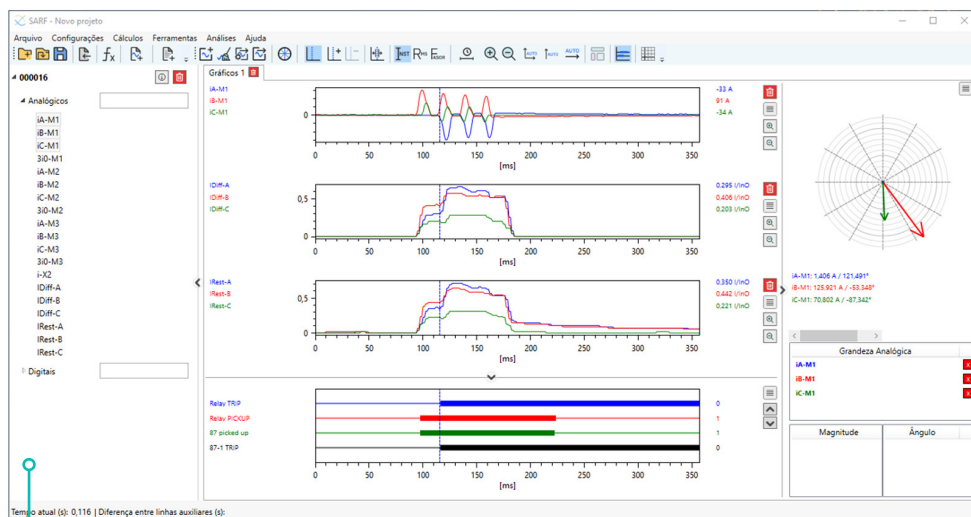 SARF - Novo projeto
Arquivo Configurações Cálculos Ferramentas Análises Ajuda
fx INST RMS FASOR AUTO AUTO AUTO
000016
Analógicos
iA-M1
iB-M1
iC-M1
3i0-M1
iA-M2
iB-M2
iC-M2
3i0-M2
iA-M3
iB-M3
iC-M3
3i0-M3
i-X2
IDiff-A
IDiff-B
IDiff-C
IRest-A
IRest-B
IRest-C
Digitais
Gráficos 1
iA-M1 -33 A
iB-M1 91 A
iC-M1 -34 A
0
0 50 100 150 200 250 300 350
[ms]
IDiff-A 0,295 I/InO
IDiff-B 0,406 I/InO
IDiff-C 0,203 I/InO
0,5
0
0 50 100 150 200 250 300 350
[ms]
IRest-A 0,350 I/InO
IRest-B 0,442 I/InO
IRest-C 0,221 I/InO
0,5
0
0 50 100 150 200 250 300 350
[ms]
Relay TRIP 0
Relay PICKUP 1
87 picked up 1
87-1 TRIP 0
0 50 100 150 200 250 300 350
[ms]
iA-M1: 1,406 A / 121,491°
iB-M1: 125,921 A / -53,348°
iC-M1: 70,802 A / -87,342°
Grandeza Analógica
iA-M1 x
iB-M1 x
iC-M1 x
Magnitude Ângulo
Tempo atual (s): 0,116 | Diferença entre linhas auxiliares (s):